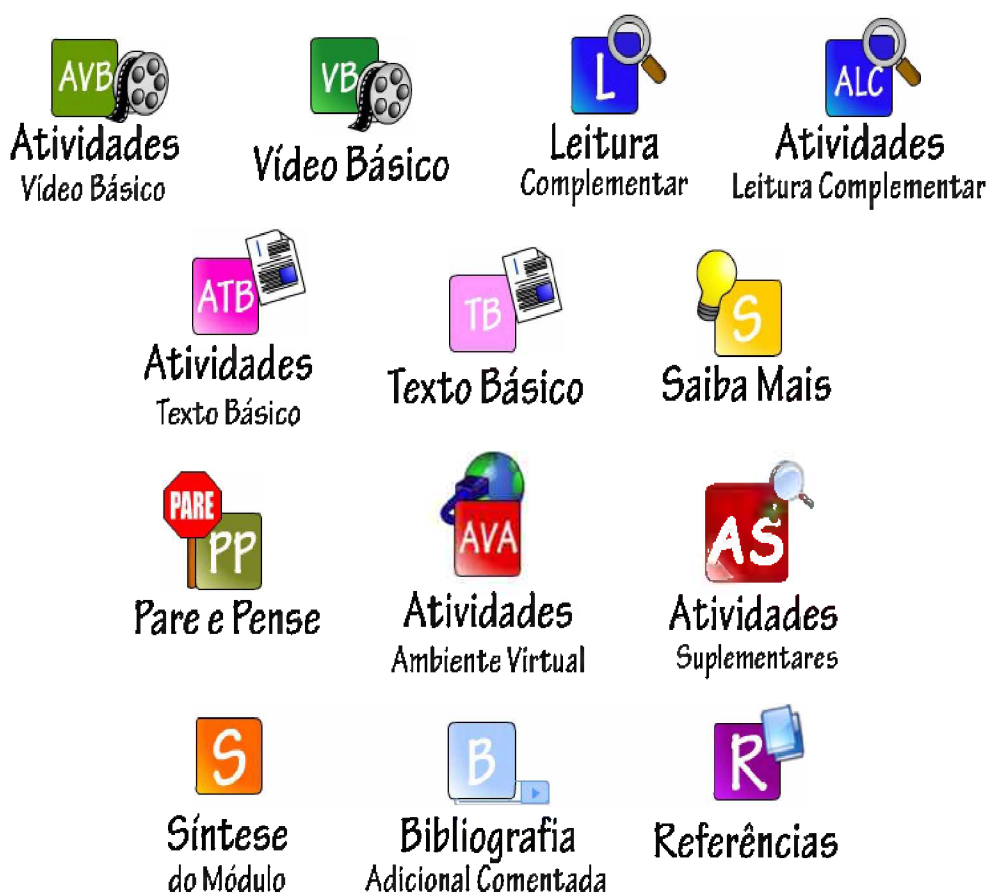 AVB VB L ALC
Atividades Vídeo Básico Leitura Atividades
Vídeo Básico Complementar Leitura Complementar
ATB TB S
Atividades Texto Básico Saiba Mais
Texto Básico
PARE
PP AVA AS
Pare e Pense Atividades Atividades
Ambiente Virtual Suplementares
S B R
Síntese Bibliografia Referências
do Módulo Adicional Comentada